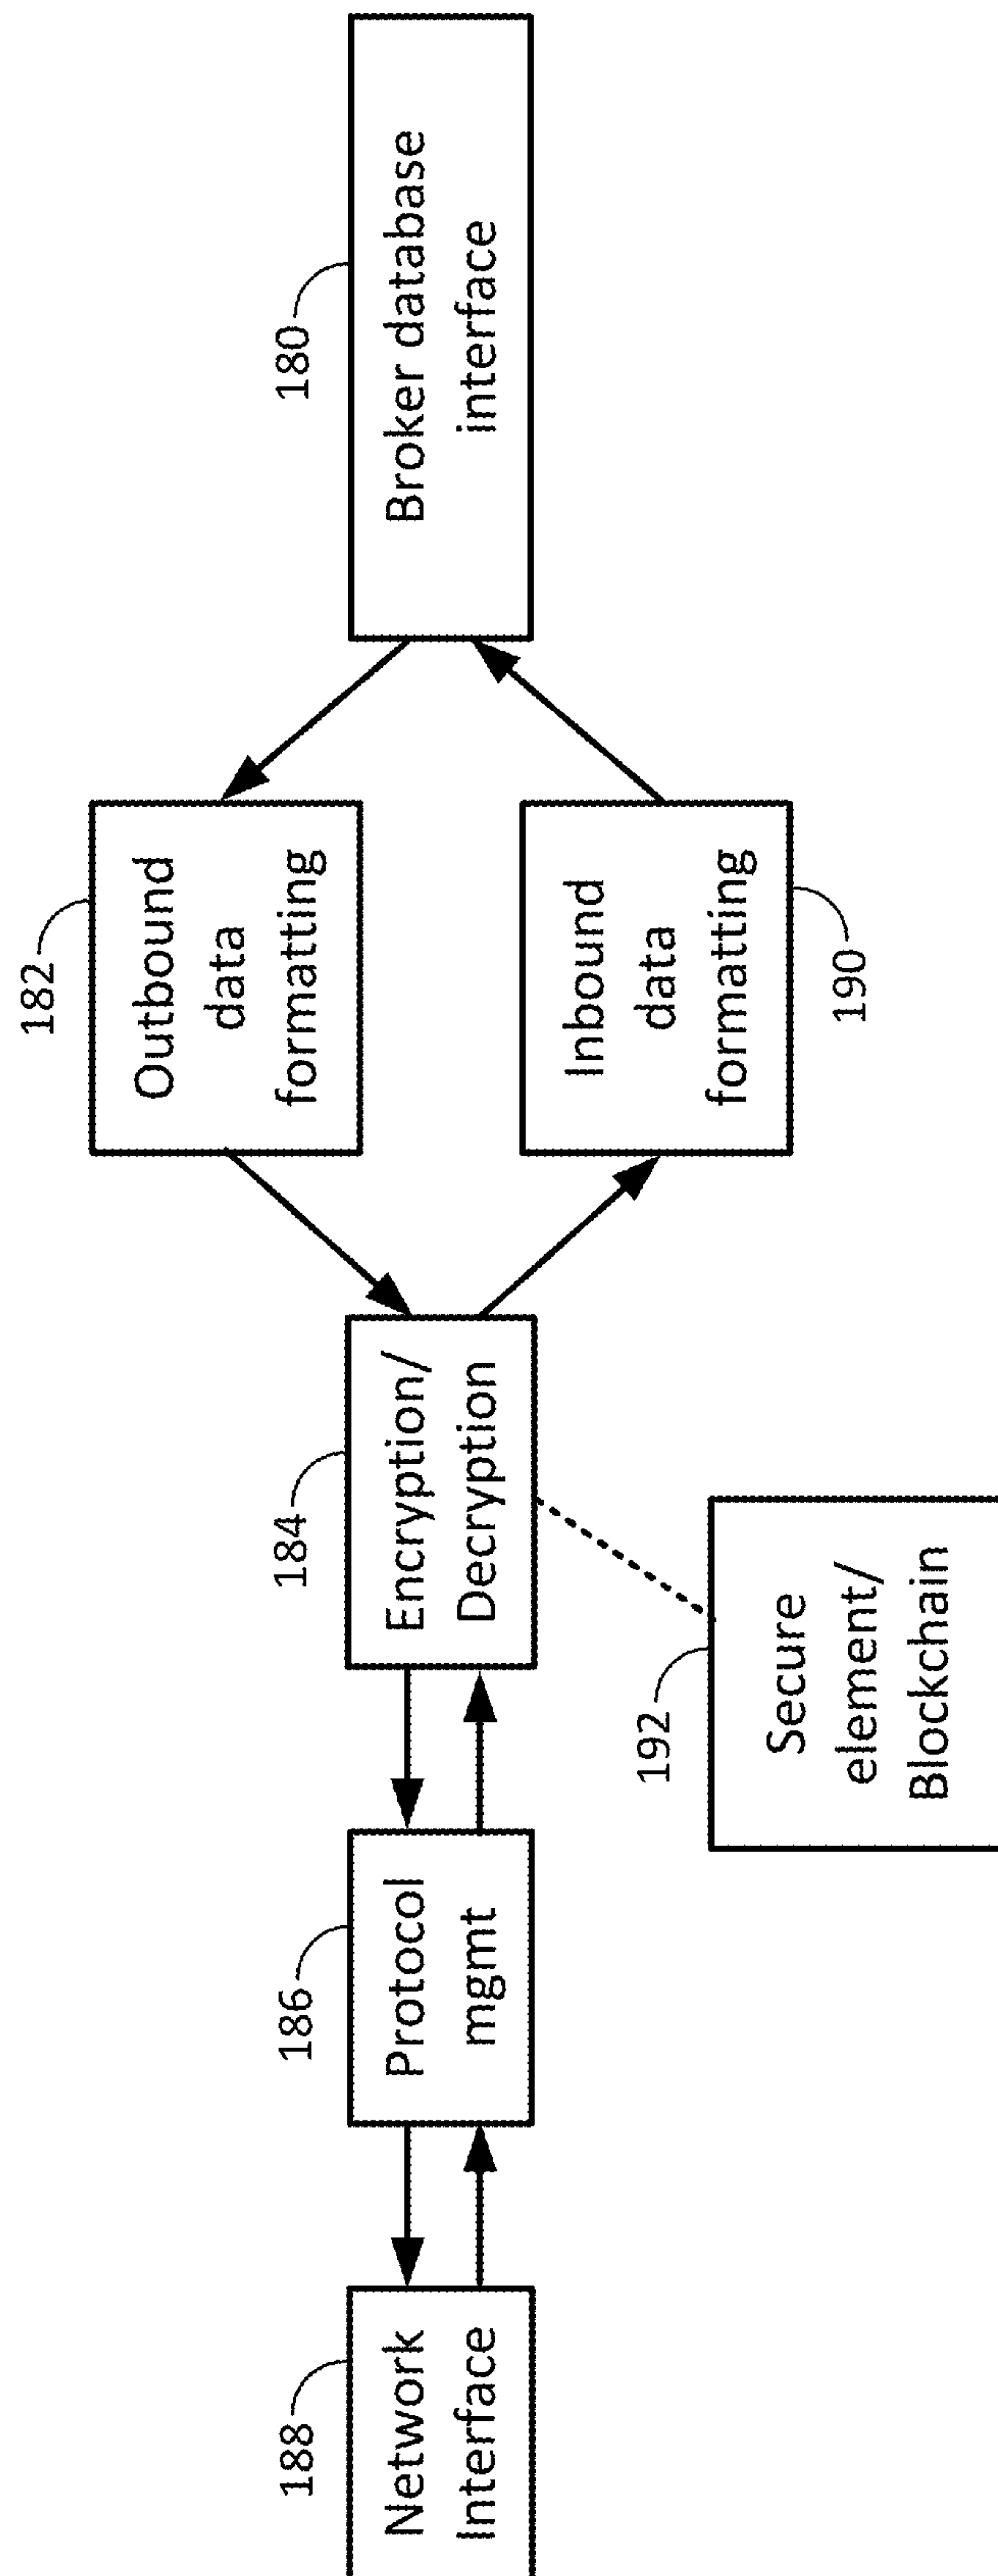 188
Network
Interface
186
Protocol
mgmt
184
Encryption/
Decryption
192
Secure
element/
Blockchain
182
Outbound
data
formatting
Inbound
data
formatting
190
180
Broker database
interface